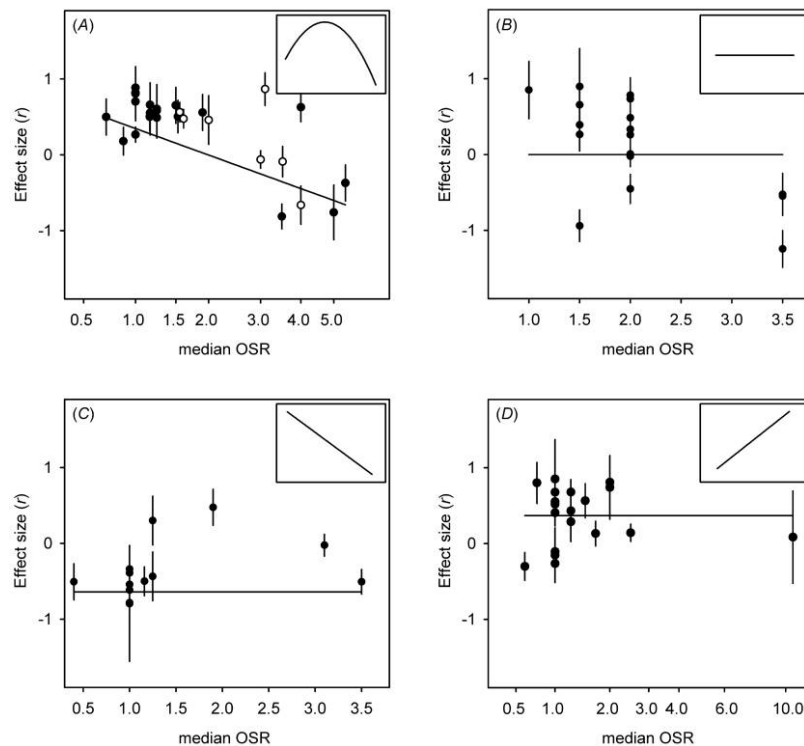 (A)
1
0
-1
Effect size (r)
0.5 1.0 1.5 2.0 3.0 4.0 5.0
median OSR
(B)
1
0
-1
Effect size (r)
1.0 1.5 2.0 2.5 3.0 3.5
median OSR
(C)
1
0
-1
Effect size (r)
0.5 1.0 1.5 2.0 2.5 3.0 3.5
median OSR
(D)
1
0
-1
Effect size (r)
0.5 1.0 2.0 3.0 4.0 6.0 10.0
median OSR